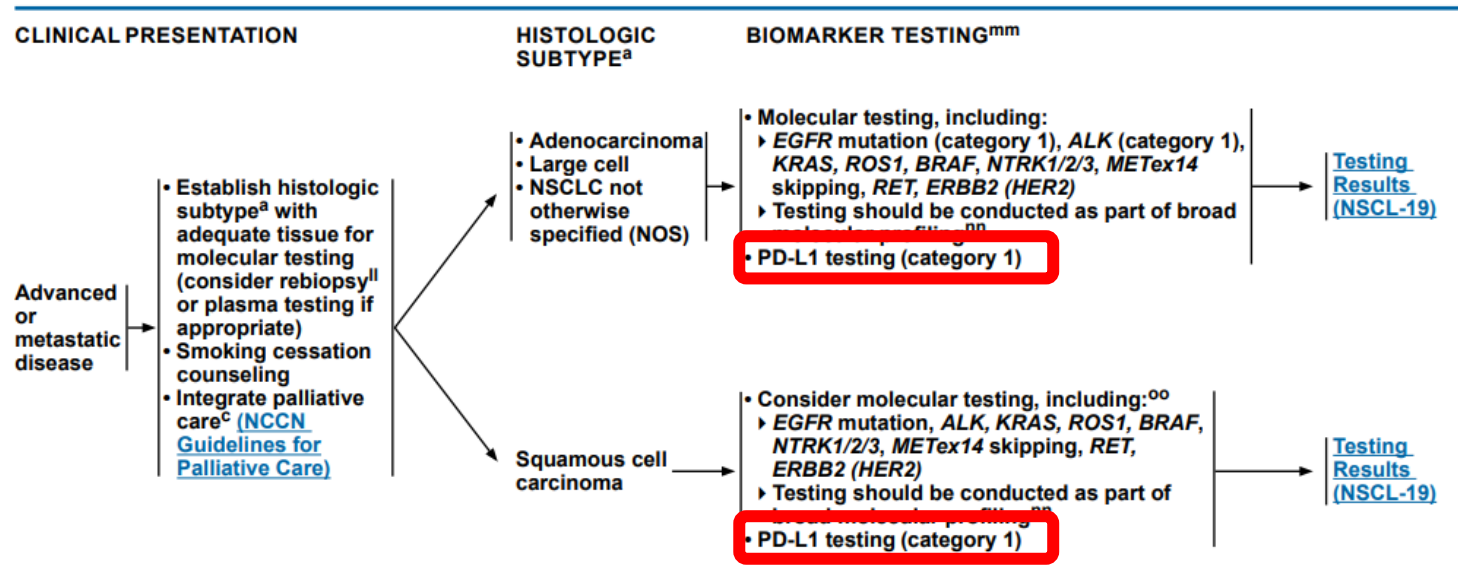 CLINICAL PRESENTATION
HISTOLOGIC
SUBTYPEᵃ
BIOMARKER TESTINGᵐᵐ
Advanced
or
metastatic
disease
• Establish histologic
subtypeᵃ with
adequate tissue for
molecular testing
(consider rebiopsyˡˡ
or plasma testing if
appropriate)
• Smoking cessation
counseling
• Integrate palliative
careᶜ (NCCN
Guidelines for
Palliative Care)
• Adenocarcinoma
• Large cell
• NSCLC not
otherwise
specified (NOS)
• Molecular testing, including:
▸ EGFR mutation (category 1), ALK (category 1),
KRAS, ROS1, BRAF, NTRK1/2/3, METex14
skipping, RET, ERBB2 (HER2)
▸ Testing should be conducted as part of broad
molecular profilingⁿⁿ
• PD-L1 testing (category 1)
Testing
Results
(NSCL-19)
Squamous cell
carcinoma
• Consider molecular testing, including:ᵒᵒ
▸ EGFR mutation, ALK, KRAS, ROS1, BRAF,
NTRK1/2/3, METex14 skipping, RET,
ERBB2 (HER2)
▸ Testing should be conducted as part of
broad molecular profilingⁿⁿ
• PD-L1 testing (category 1)
Testing
Results
(NSCL-19)